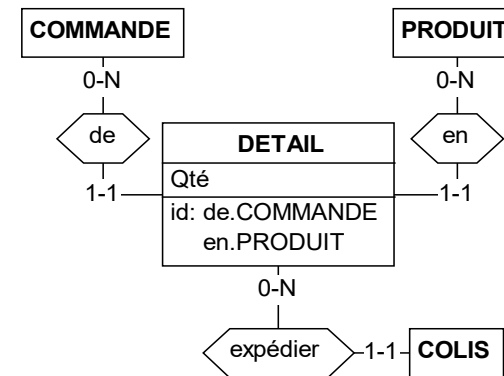 COMMANDE PRODUIT
0-N 0-N
de en
DETAIL
Qté
1-1 1-1
id: de.COMMANDE
en.PRODUIT
0-N
expédier 1-1 COLIS